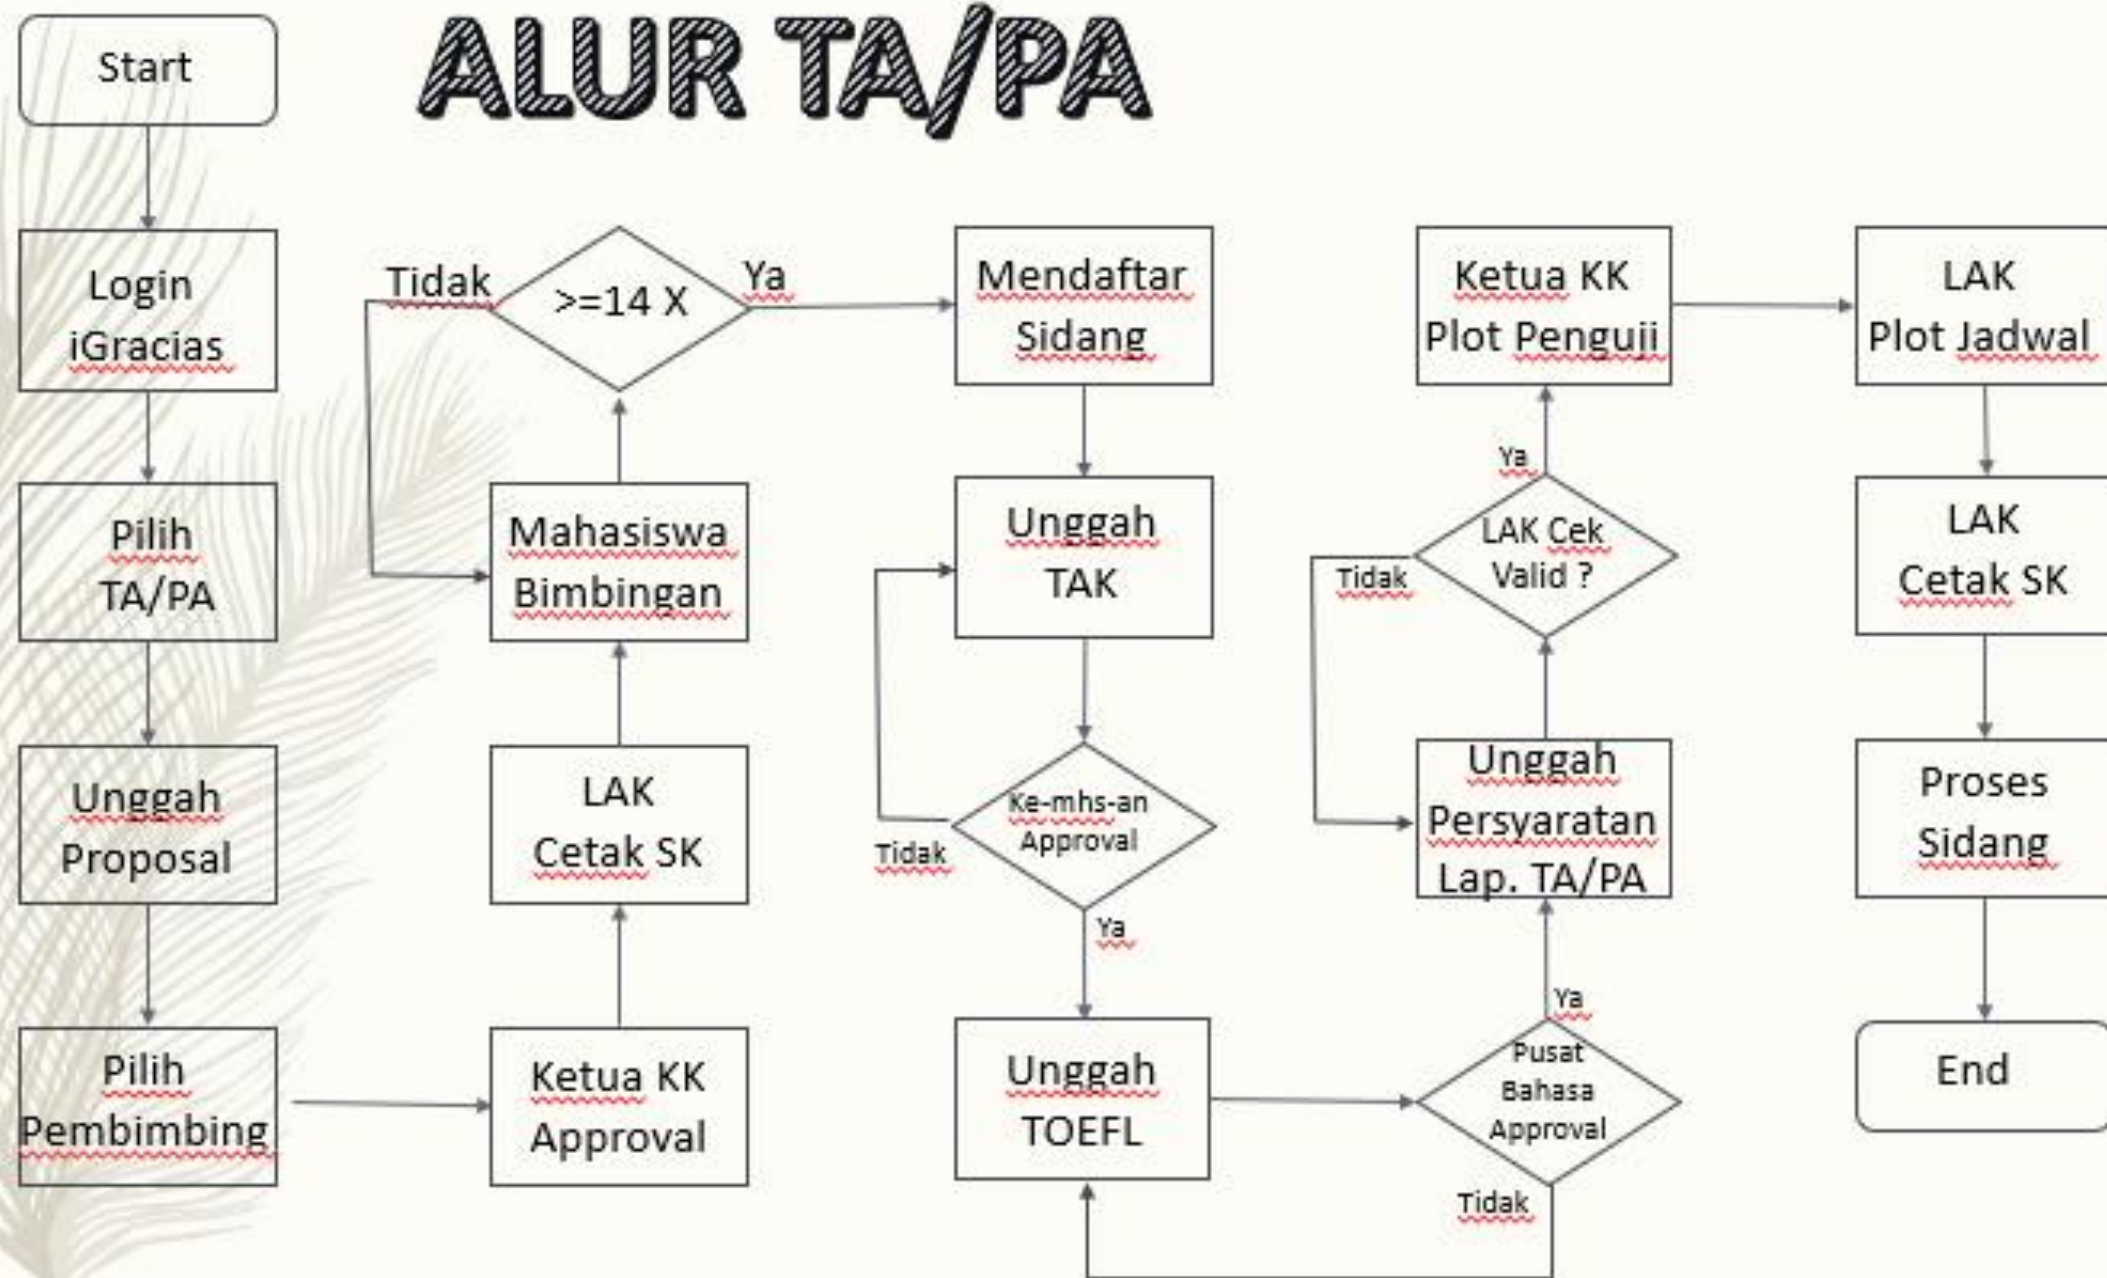 ALUR TA/PA
Start
Login
iGracias
Pilih
TA/PA
Unggah
Proposal
Pilih
Pembimbing
Ketua KK
Approval
LAK
Cetak SK
Mahasiswa
Bimbingan
>=14 X
Tidak
Ya
Mendaftar
Sidang
Unggah
TAK
Ke-mhs-an
Approval
Tidak
Ya
Unggah
TOEFL
Pusat
Bahasa
Approval
Tidak
Ya
Unggah
Persyaratan
Lap. TA/PA
LAK Cek
Valid ?
Tidak
Ya
Ketua KK
Plot Penguji
LAK
Plot Jadwal
LAK
Cetak SK
Proses
Sidang
End